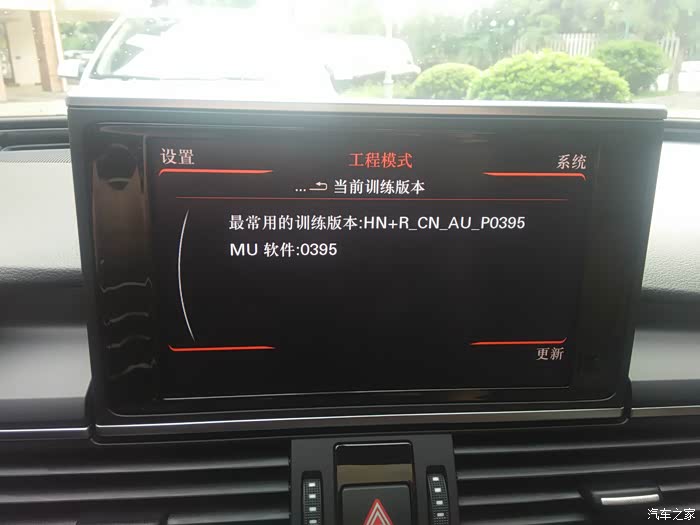 设置
工程模式
系统
...当前训练版本
最常用的训练版本:HN+R_CN_AU_P0395
MU 软件:0395
更新
汽车之家